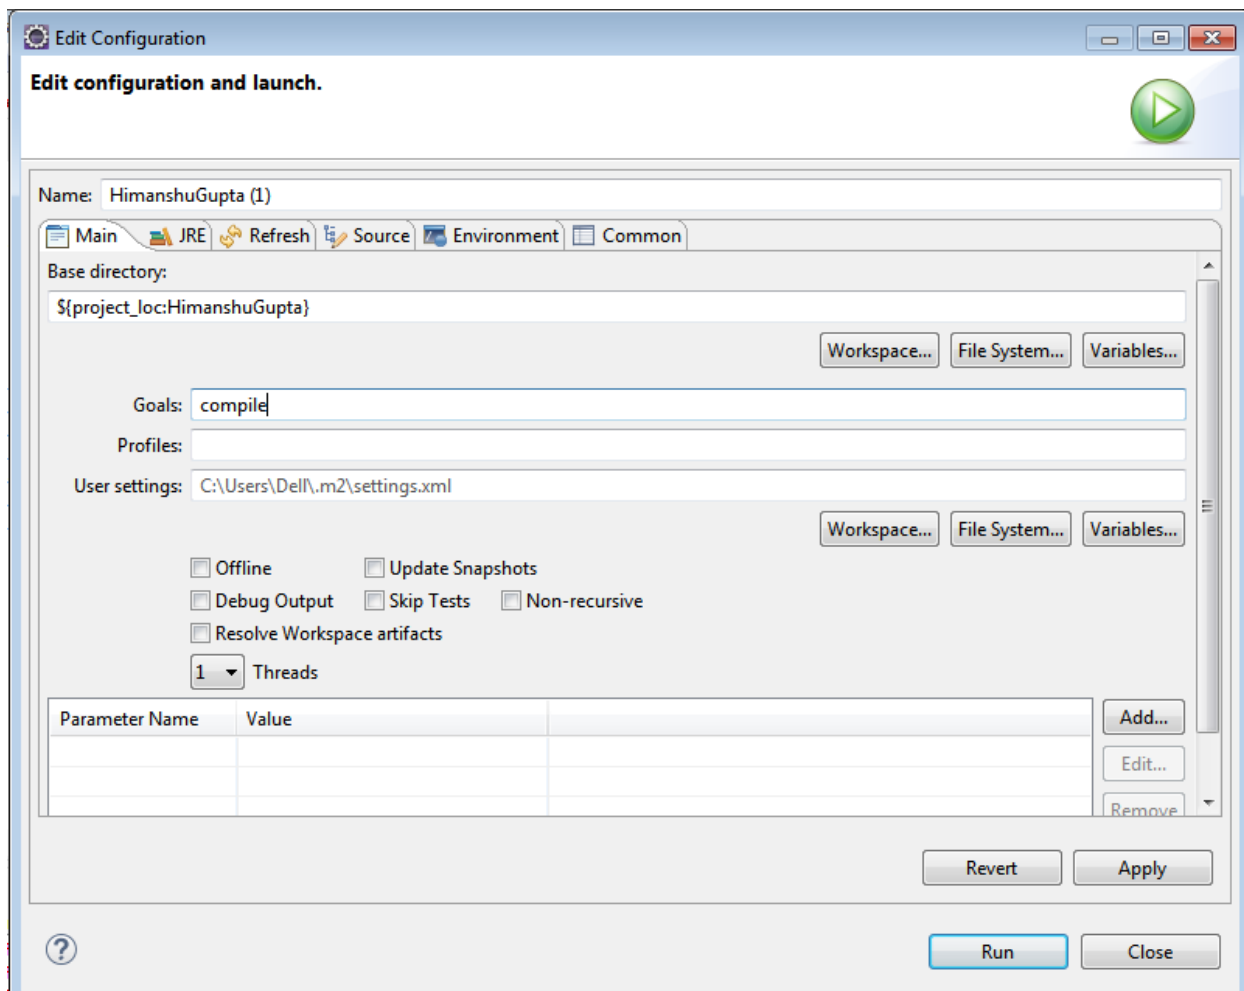 Edit Configuration
Edit configuration and launch.
Name: HimanshuGupta (1)
Main JRE Refresh Source Environment Common
Base directory:
${project_loc:HimanshuGupta}
Workspace... File System... Variables...
Goals: compile
Profiles:
User settings: C:\Users\Dell\.m2\settings.xml
Workspace... File System... Variables...
Offline Update Snapshots
Debug Output Skip Tests Non-recursive
Resolve Workspace artifacts
1 Threads
Parameter Name Value Add...
Edit...
Remove
Revert Apply
? Run Close